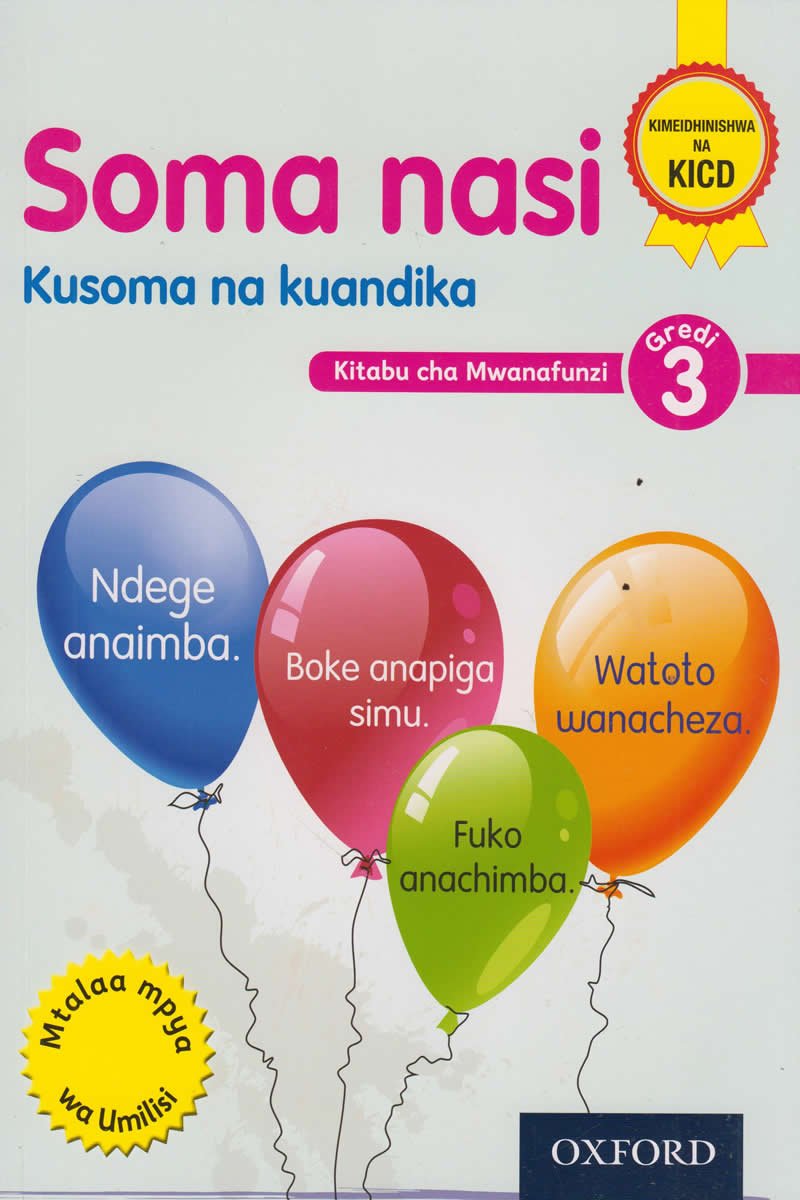 KIMEIDHINISHWA
NA
KICD
Soma nasi
Kusoma na kuandika
Kitabu cha Mwanafunzi
Gredi
3
Ndege
anaimba.
Boke anapiga
simu.
Watoto
wanacheza.
Fuko
anachimba.
Mtalaa mpya
wa Umilisi
OXFORD